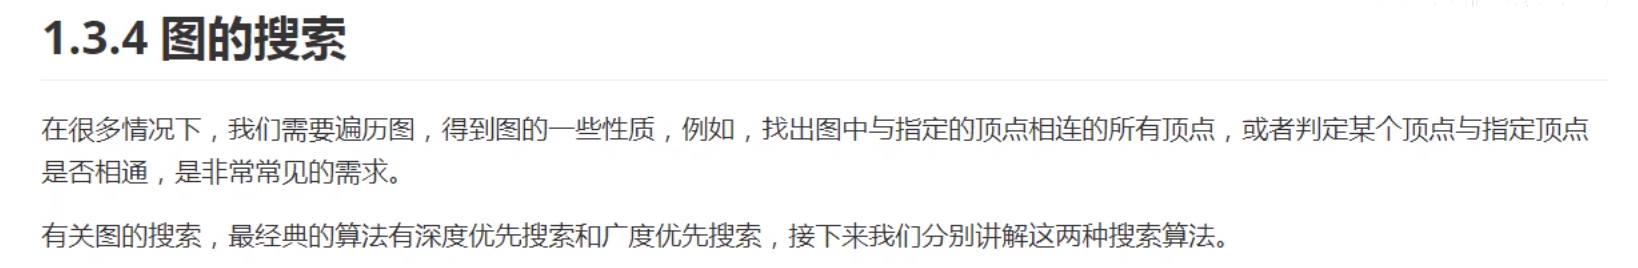 1.3.4 图的搜索
在很多情况下，我们需要遍历图，得到图的一些性质，例如，找出图中与指定的顶点相连的所有顶点，或者判定某个顶点与指定顶点
是否相通，是非常常见的需求。
有关图的搜索，最经典的算法有深度优先搜索和广度优先搜索，接下来我们分别讲解这两种搜索算法。